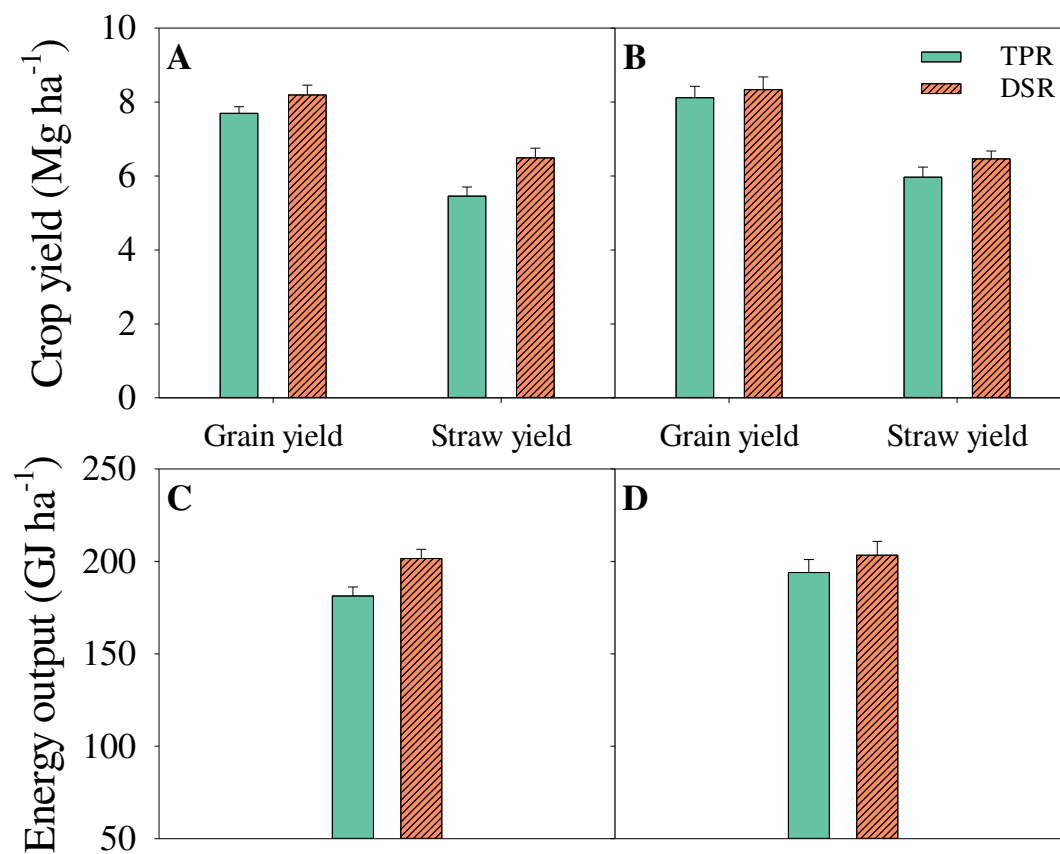 Crop yield (Mg ha⁻¹)
10
8
6
4
2
0
A
B
TPR
DSR
Grain yield
Straw yield
Grain yield
Straw yield
Energy output (GJ ha⁻¹)
250
200
150
100
50
C
D